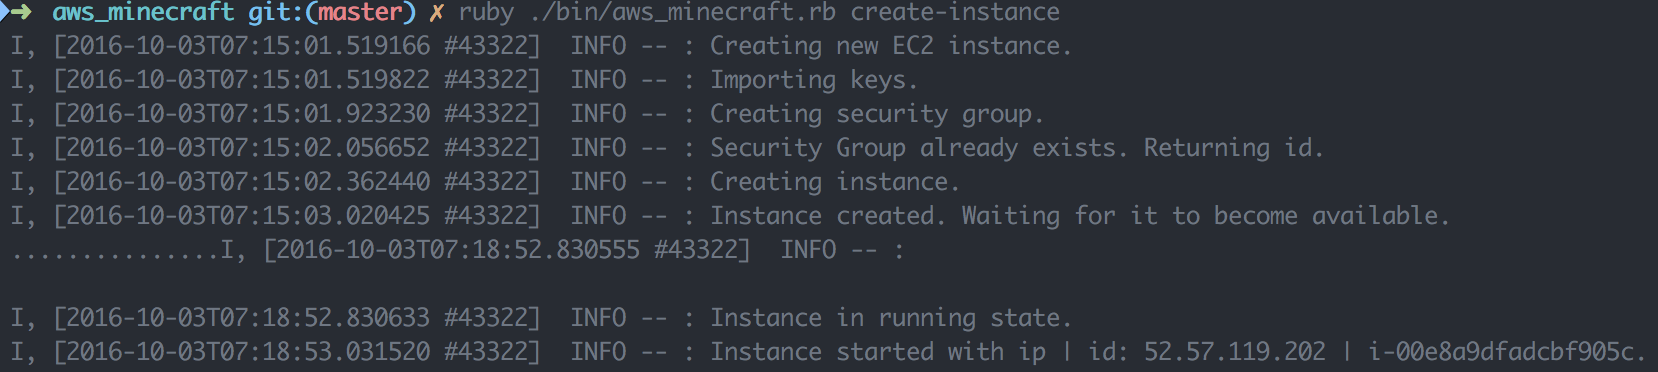 ➜ aws_minecraft git:(master) ✗ ruby ./bin/aws_minecraft.rb create-instance
I, [2016-10-03T07:15:01.519166 #43322]  INFO -- : Creating new EC2 instance.
I, [2016-10-03T07:15:01.519822 #43322]  INFO -- : Importing keys.
I, [2016-10-03T07:15:01.923230 #43322]  INFO -- : Creating security group.
I, [2016-10-03T07:15:02.056652 #43322]  INFO -- : Security Group already exists. Returning id.
I, [2016-10-03T07:15:02.362440 #43322]  INFO -- : Creating instance.
I, [2016-10-03T07:15:03.020425 #43322]  INFO -- : Instance created. Waiting for it to become available.
...............I, [2016-10-03T07:18:52.830555 #43322]  INFO -- :
I, [2016-10-03T07:18:52.830633 #43322]  INFO -- : Instance in running state.
I, [2016-10-03T07:18:53.031520 #43322]  INFO -- : Instance started with ip | id: 52.57.119.202 | i-00e8a9dfadcbf905c.